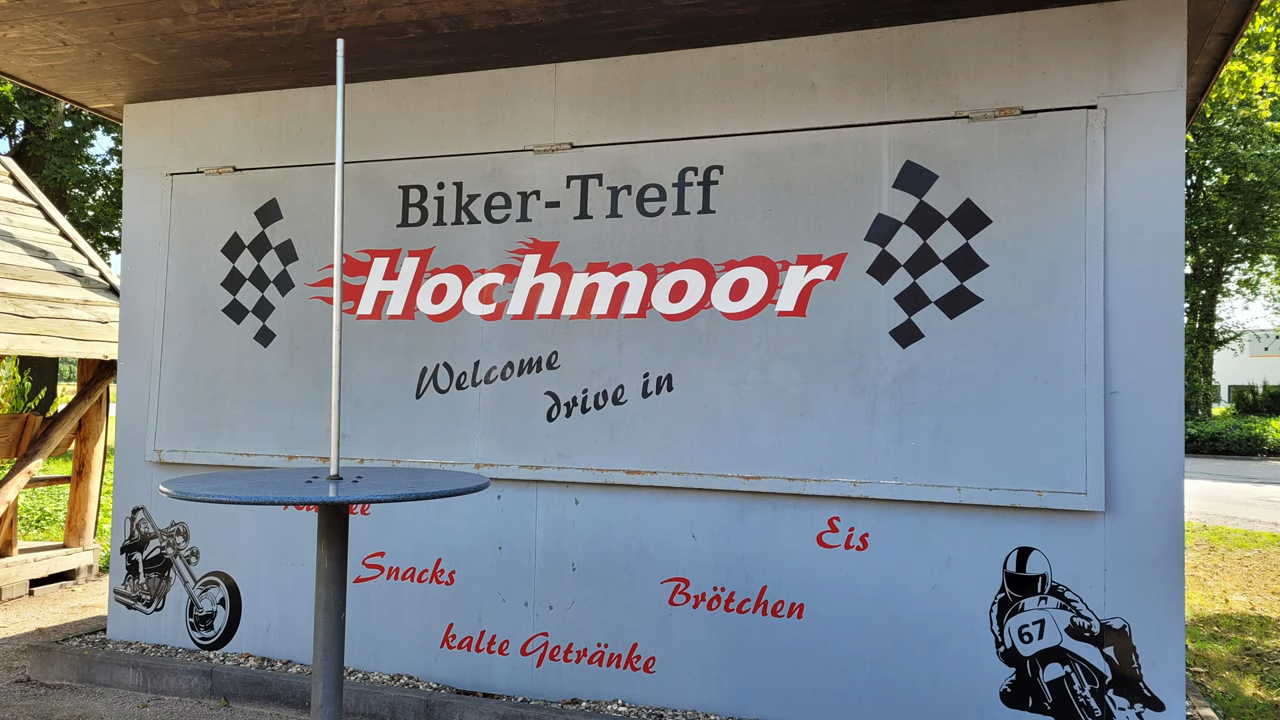 Biker-Treff
Hochmoor
Welcome
drive in
Eis
Snacks
Brötchen
kalte Getränke
67